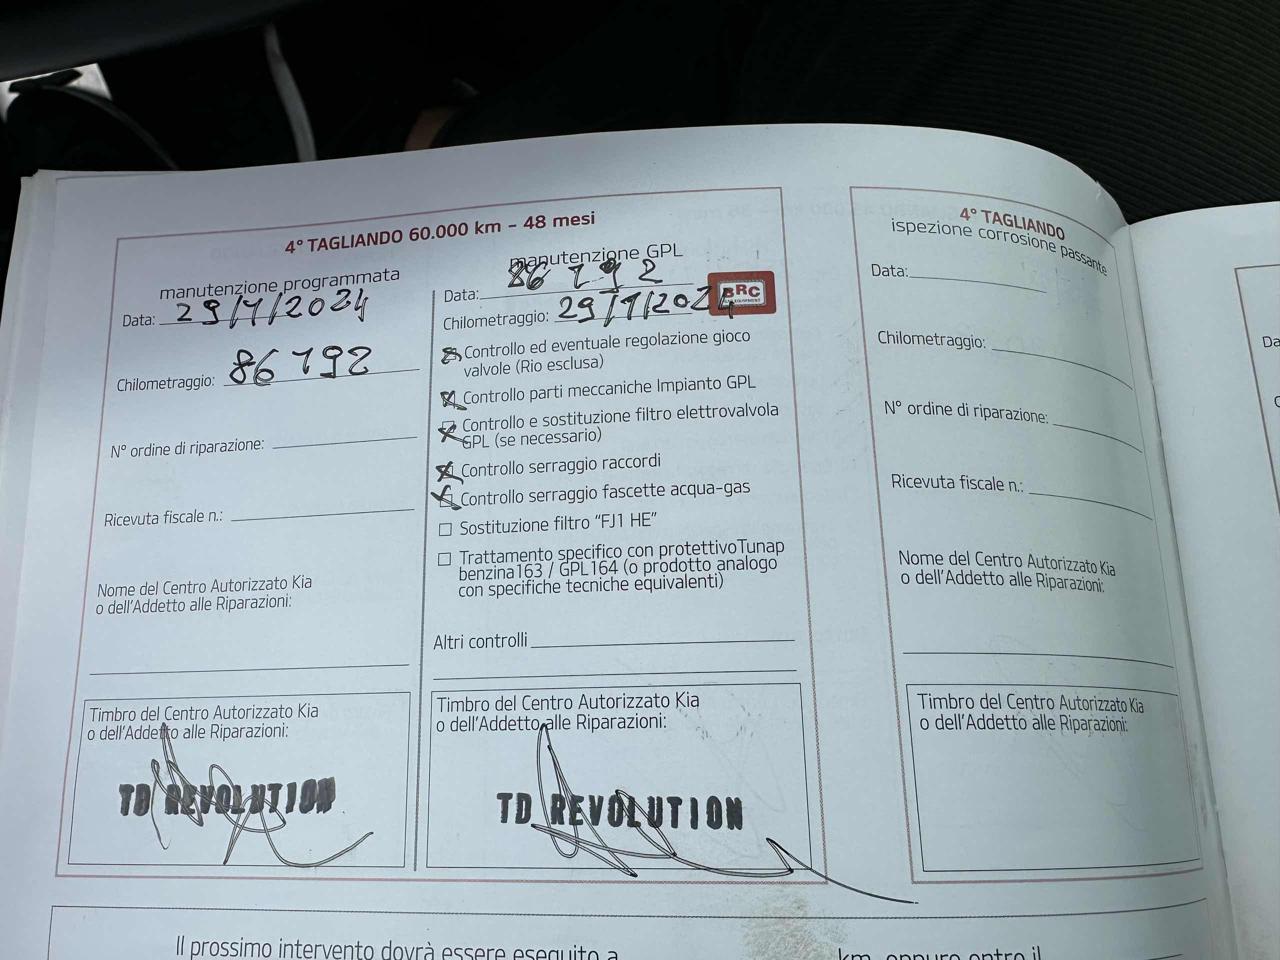 4° TAGLIANDO 60.000 km – 48 mesi
manutenzione programmata
Data: 29/1/2024
Chilometraggio: 86192
N° ordine di riparazione:
Ricevuta fiscale n.:
Nome del Centro Autorizzato Kia
o dell'Addetto alle Riparazioni:
Timbro del Centro Autorizzato Kia
o dell'Addetto alle Riparazioni:
TD REVOLUTION
manutenzione GPL
86192
Data:
Chilometraggio: 29/1/2024
BRC
Controllo ed eventuale regolazione gioco
valvole (Rio esclusa)
Controllo parti meccaniche Impianto GPL
Controllo e sostituzione filtro elettrovalvola
GPL (se necessario)
Controllo serraggio raccordi
Controllo serraggio fascette acqua-gas
Sostituzione filtro "FJ1 HE"
Trattamento specifico con protettivoTunap
benzina163 / GPL164 (o prodotto analogo
con specifiche tecniche equivalenti)
Altri controlli
Timbro del Centro Autorizzato Kia
o dell'Addetto alle Riparazioni:
TD REVOLUTION
4° TAGLIANDO
ispezione corrosione passante
Data:
Chilometraggio:
N° ordine di riparazione:
Ricevuta fiscale n.:
Nome del Centro Autorizzato Kia
o dell'Addetto alle Riparazioni:
Timbro del Centro Autorizzato Kia
o dell'Addetto alle Riparazioni:
Il prossimo intervento dovrà essere eseguito a km, oppure entro il
Da